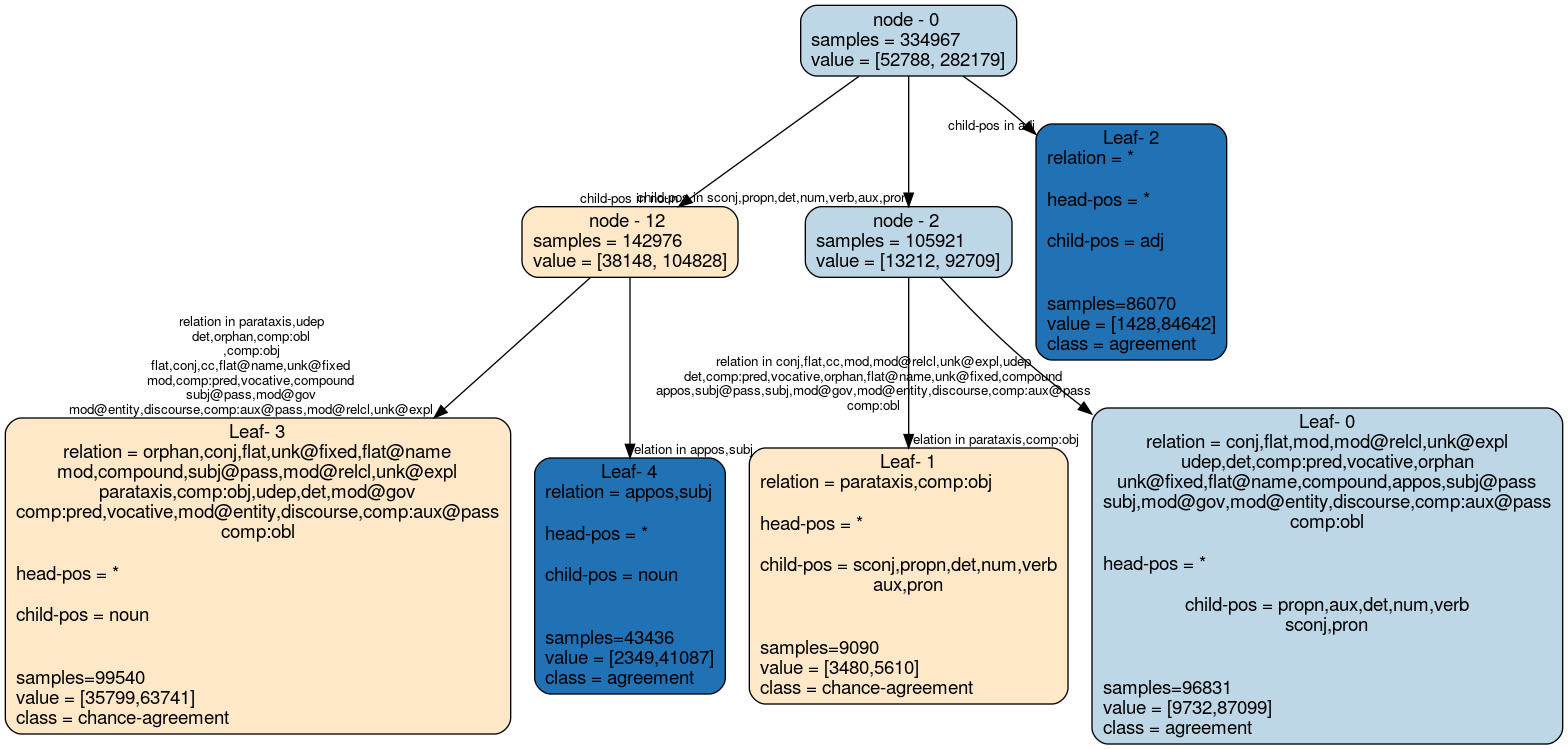 node - 0
samples = 334967
value = [52788, 282179]
child-pos in adj
Leaf- 2
relation = *
head-pos = *
child-pos = adj
samples=86070
value = [1428,84642]
class = agreement
child-pos in noun
child-pos in sconj,propn,det,num,verb,aux,pron
node - 12
samples = 142976
value = [38148, 104828]
node - 2
samples = 105921
value = [13212, 92709]
relation in parataxis,udep
det,orphan,comp:obl
,comp:obj
flat,conj,cc,flat@name,unk@fixed
mod,comp:pred,vocative,compound
subj@pass,mod@gov
mod@entity,discourse,comp:aux@pass,mod@relcl,unk@expl
relation in appos,subj
relation in conj,flat,cc,mod,mod@relcl,unk@expl,udep
det,comp:pred,vocative,orphan,flat@name,unk@fixed,compound
appos,subj@pass,subj,mod@gov,mod@entity,discourse,comp:aux@pass
comp:obl
relation in parataxis,comp:obj
Leaf- 3
relation = orphan,conj,flat,unk@fixed,flat@name
mod,compound,subj@pass,mod@relcl,unk@expl
parataxis,comp:obj,udep,det,mod@gov
comp:pred,vocative,mod@entity,discourse,comp:aux@pass
comp:obl
head-pos = *
child-pos = noun
samples=99540
value = [35799,63741]
class = chance-agreement
Leaf- 4
relation = appos,subj
head-pos = *
child-pos = noun
samples=43436
value = [2349,41087]
class = agreement
Leaf- 1
relation = parataxis,comp:obj
head-pos = *
child-pos = sconj,propn,det,num,verb
aux,pron
samples=9090
value = [3480,5610]
class = chance-agreement
Leaf- 0
relation = conj,flat,mod,mod@relcl,unk@expl
udep,det,comp:pred,vocative,orphan
unk@fixed,flat@name,compound,appos,subj@pass
subj,mod@gov,mod@entity,discourse,comp:aux@pass
comp:obl
head-pos = *
child-pos = propn,aux,det,num,verb
sconj,pron
samples=96831
value = [9732,87099]
class = agreement